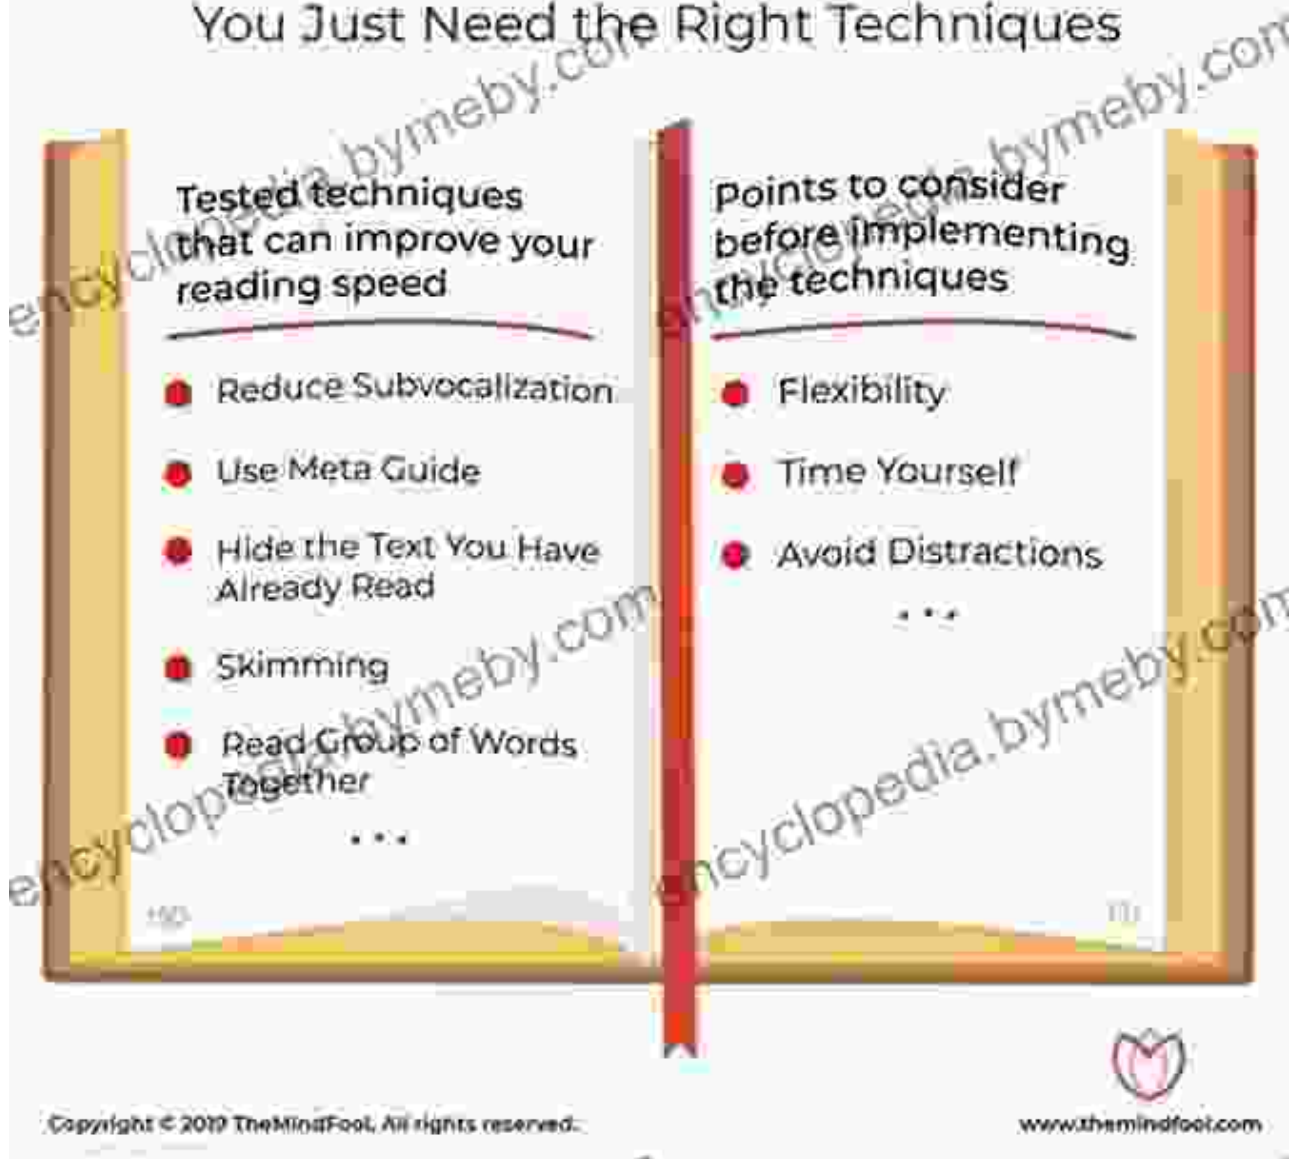 You Just Need the Right Techniques
Tested techniques
that can improve your
reading speed
Reduce Subvocalization
Use Meta Guide
Hide the Text You Have
Already Read
Skimming
Read Group of Words
Together
...
Points to consider
before implementing
the techniques
Flexibility
Time Yourself
Avoid Distractions
...
encyclopedia.bymeby.com
encyclopedia.bymeby.com
encyclopedia.bymeby.com
encyclopedia.bymeby.com
Copyright © 2019 TheMindFool. All rights reserved.
www.themindfool.com